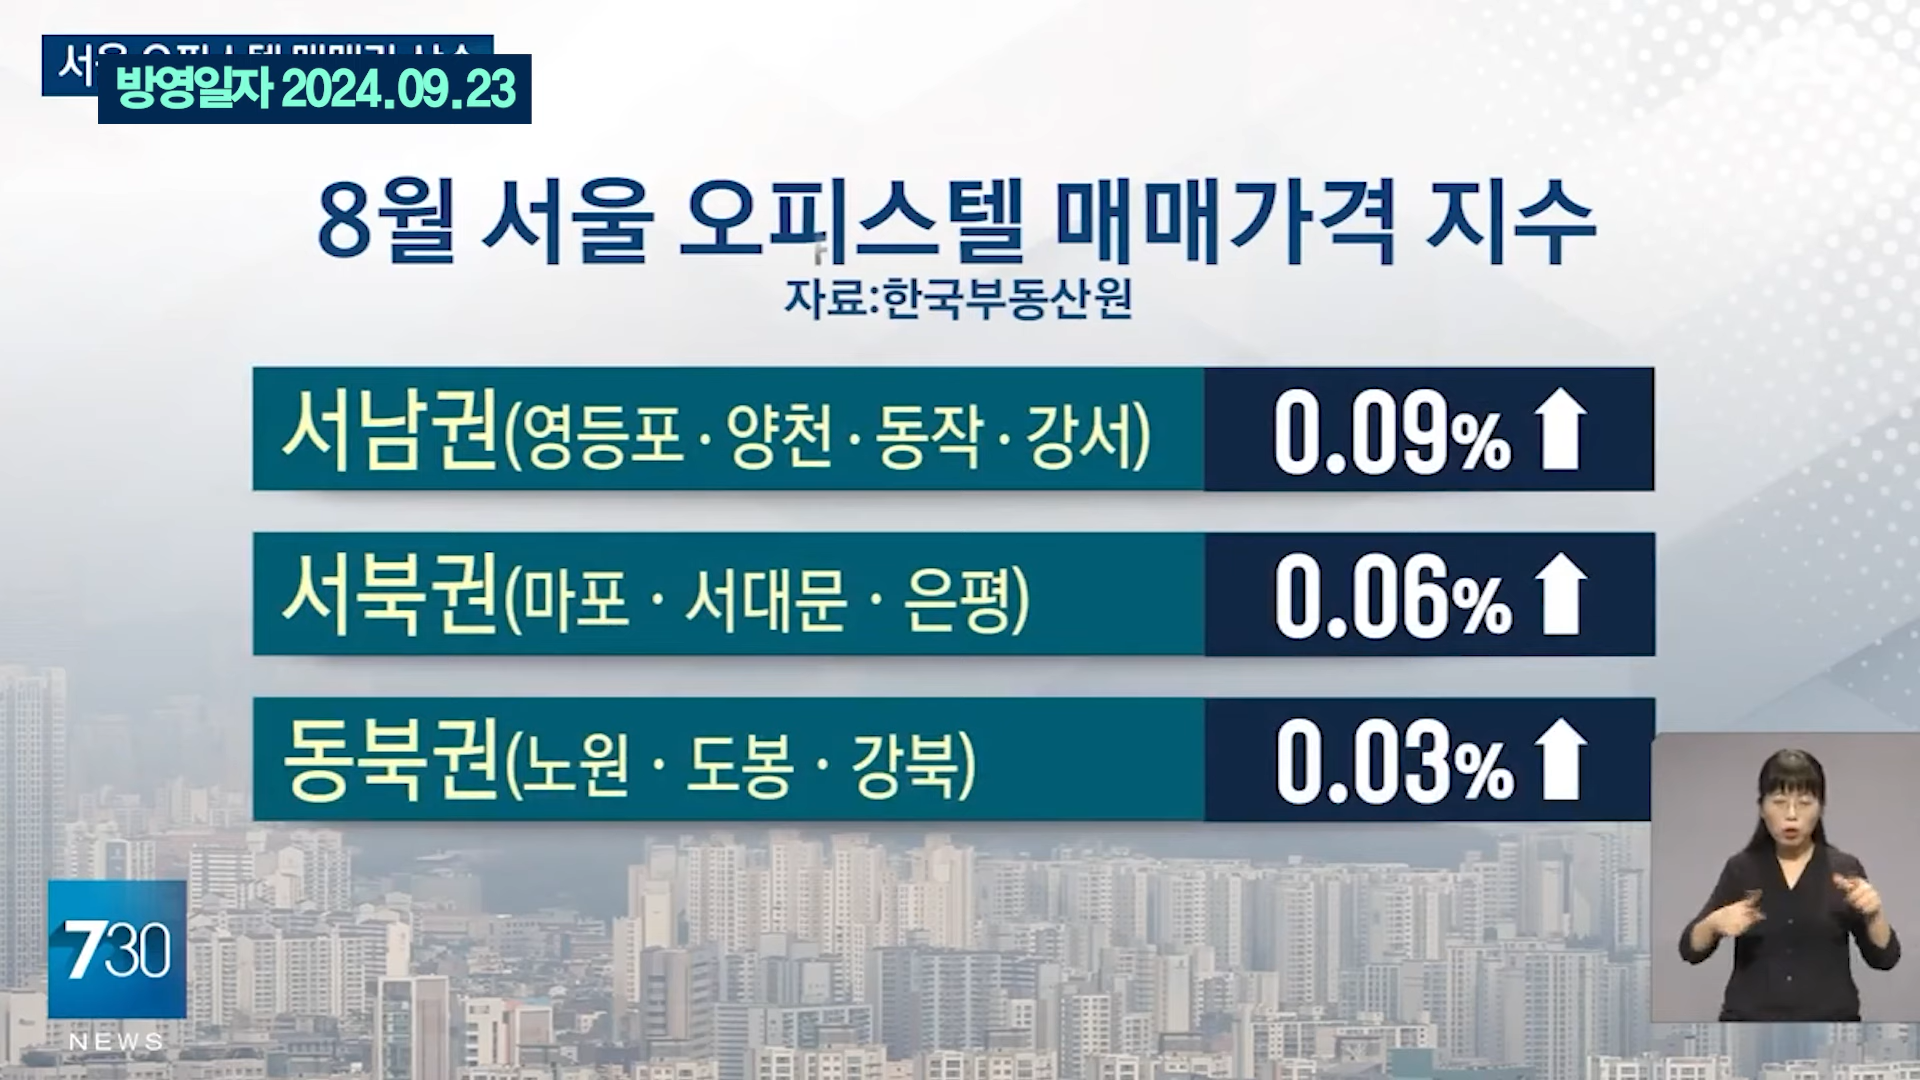 방영일자 2024.09.23
8월 서울 오피스텔 매매가격 지수
자료:한국부동산원
서남권(영등포·양천·동작·강서) 0.09%⬆
서북권(마포·서대문·은평) 0.06%⬆
동북권(노원·도봉·강북) 0.03%⬆
730
NEWS